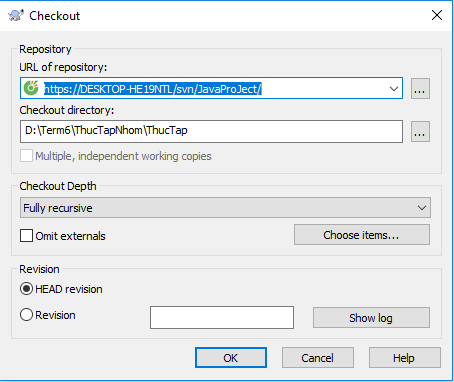 Checkout
Repository
URL of repository:
https://DESKTOP-HE19NTL/svn/JavaProJect/
...
Checkout directory:
D:\Term6\ThucTapNhom\ThucTap
...
Multiple, independent working copies
Checkout Depth
Fully recursive
Omit externals
Choose items...
Revision
HEAD revision
Revision
Show log
OK
Cancel
Help